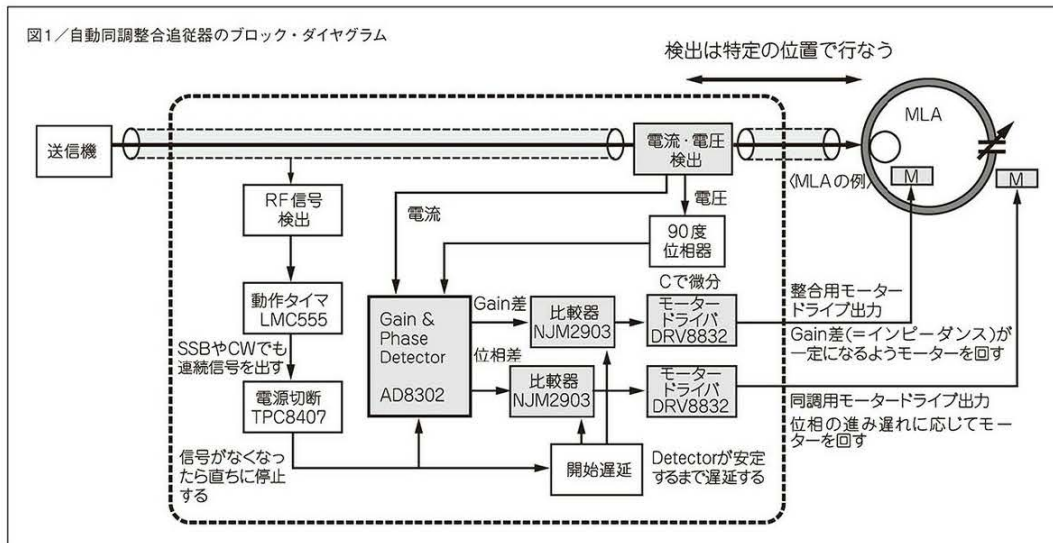 図1/自動同調整合追従器のブロック・ダイヤグラム
検出は特定の位置で行なう
送信機
電流・電圧
検出
MLA
〈MLAの例〉
M
M
RF信号
検出
電流
電圧
90度
位相器
Cで微分
動作タイマ
LMC555
SSBやCWでも
連続信号を出す
Gain &
Phase
Detector
AD8302
Gain差
位相差
比較器
NJM2903
モーター
ドライバ
DRV8832
整合用モーター
ドライブ出力
Gain差(=インピーダンス)が
一定になるようモーターを回す
電源切断
TPC8407
比較器
NJM2903
モーター
ドライバ
DRV8832
同調用モータードライブ出力
位相の進み遅れに応じてモー
ターを回す
信号がなくなっ
たら直ちに停止
する
開始遅延
Detectorが安定
するまで遅延する